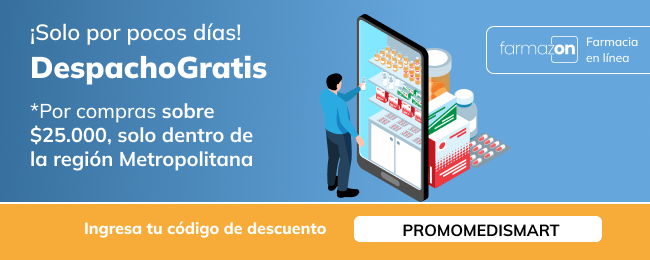 ¡Solo por pocos días!
DespachoGratis
*Por compras sobre
$25.000, solo dentro de
la región Metropolitana
farmazon
Farmacia
en línea
Ingresa tu código de descuento
PROMOMEDISMART